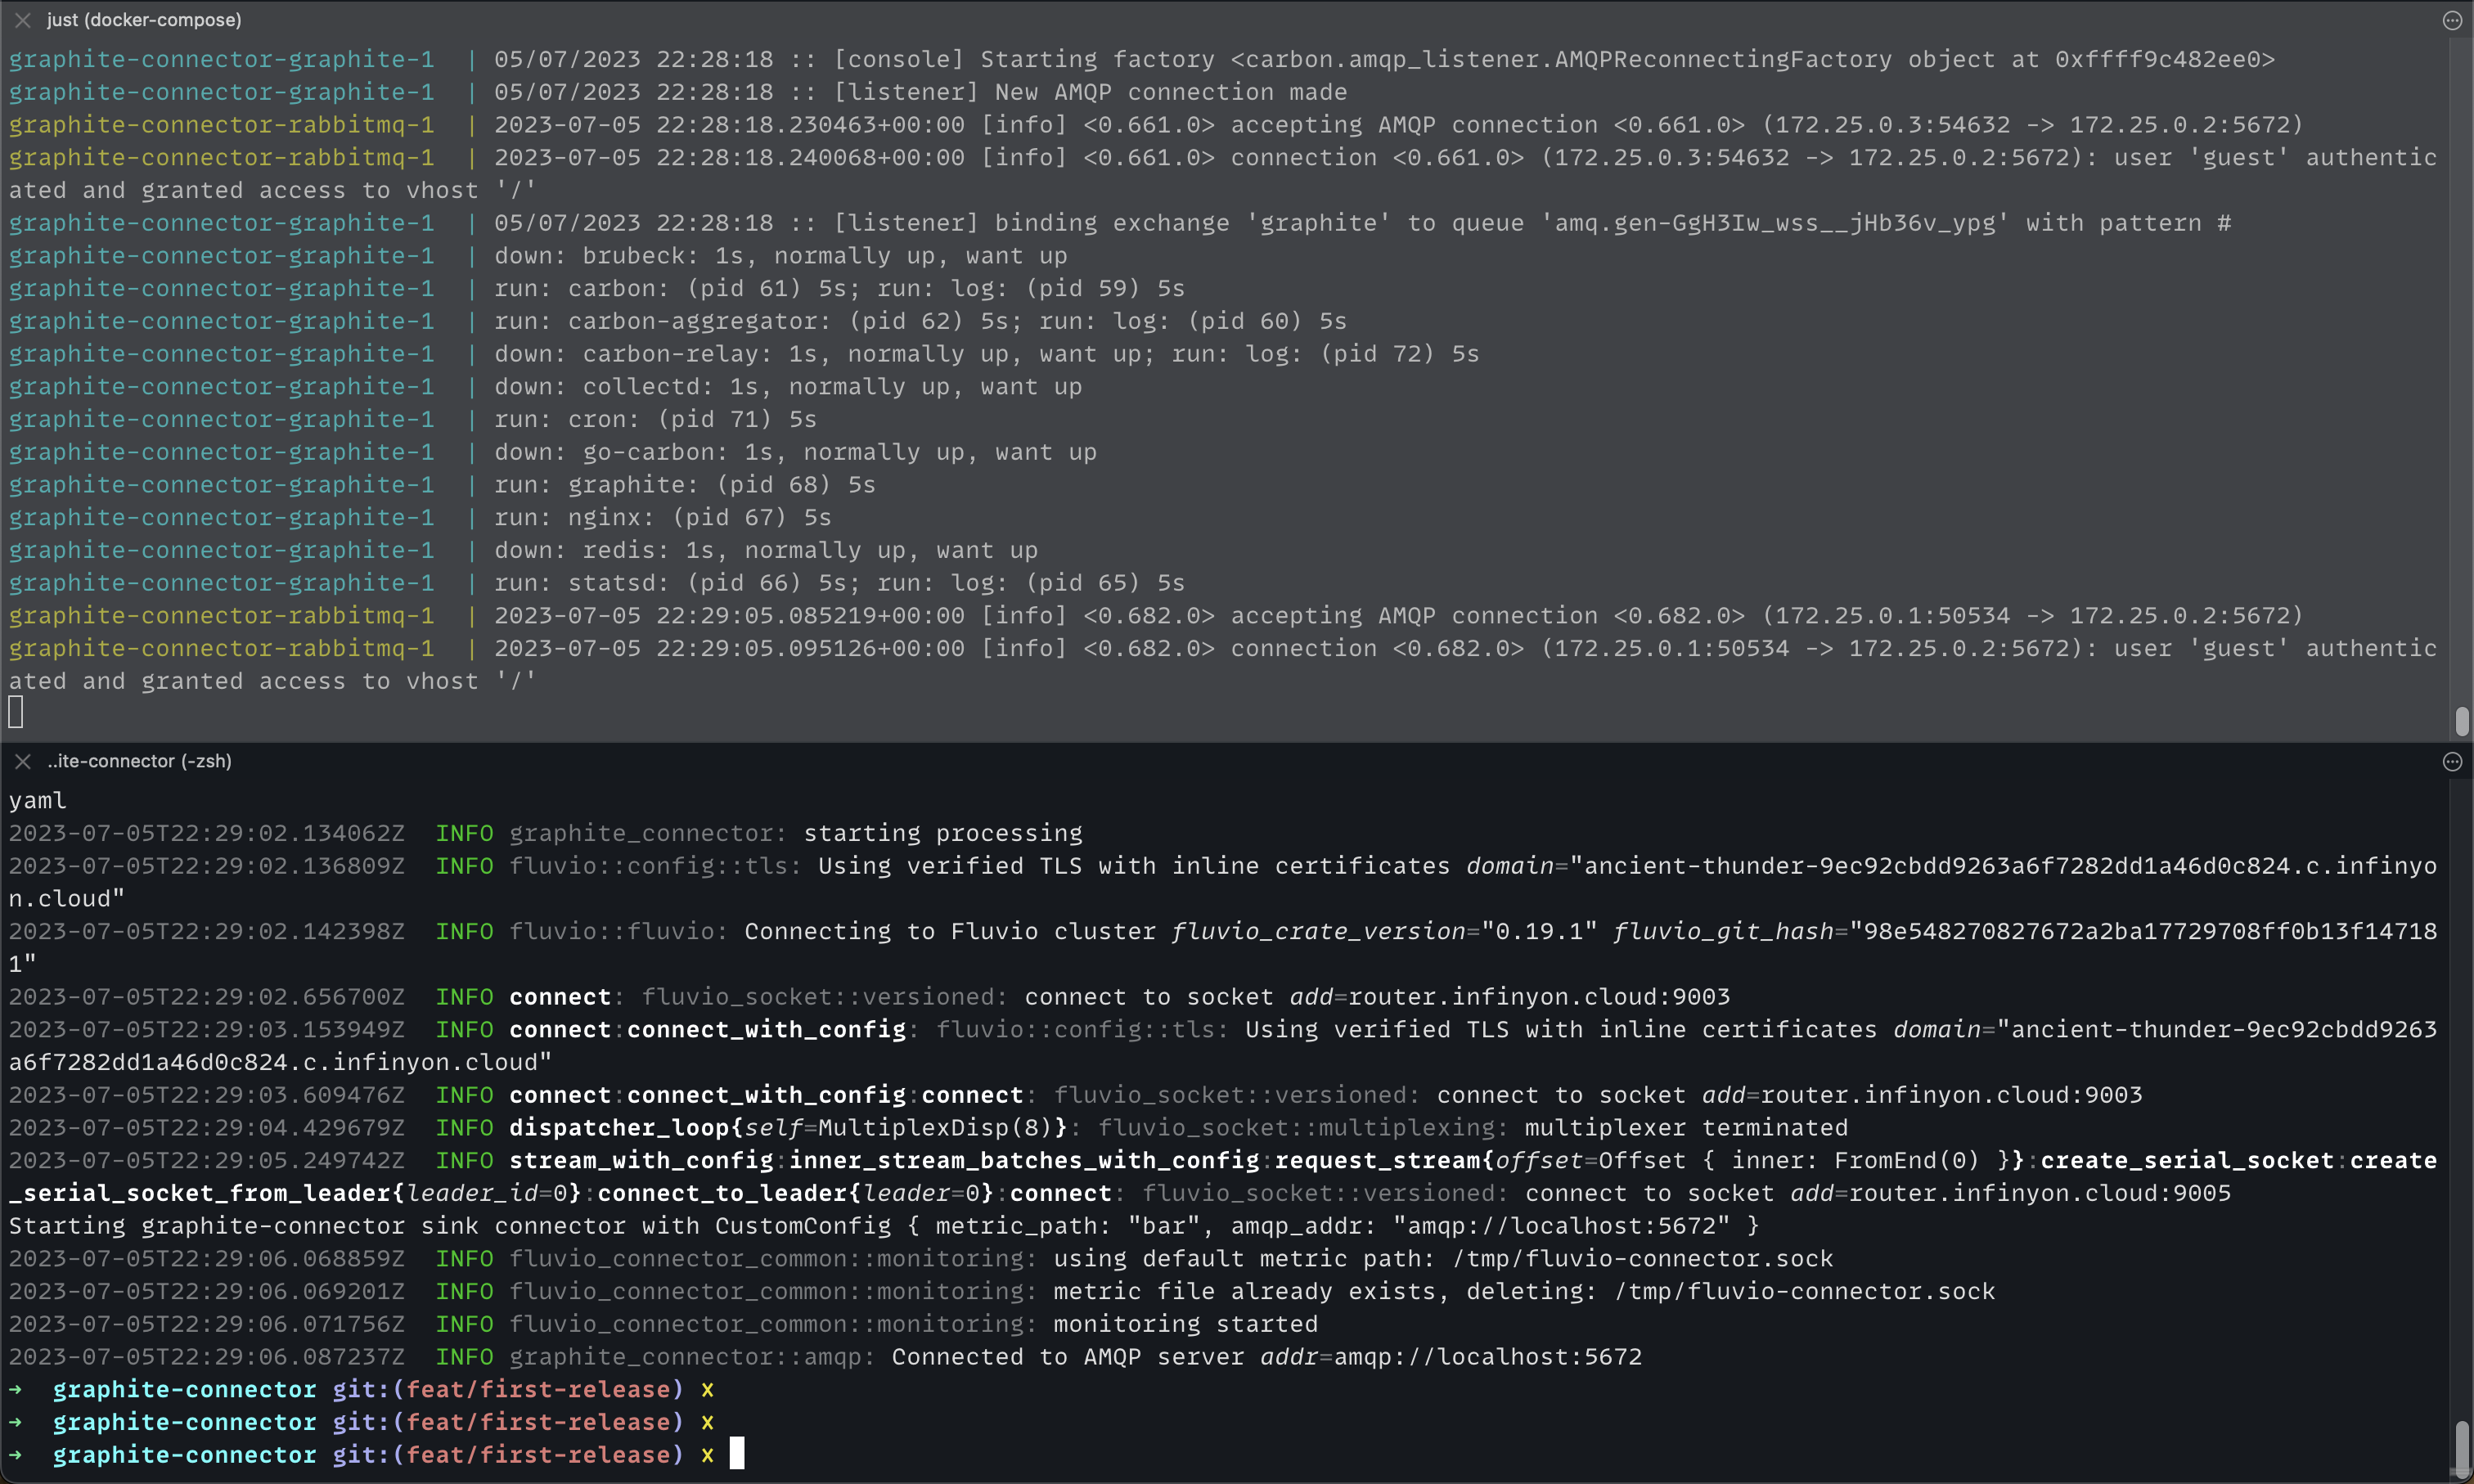 just (docker-compose)
graphite-connector-graphite-1  | 05/07/2023 22:28:18 :: [console] Starting factory <carbon.amqp_listener.AMQPReconnectingFactory object at 0xffff9c482ee0>
graphite-connector-graphite-1  | 05/07/2023 22:28:18 :: [listener] New AMQP connection made
graphite-connector-rabbitmq-1  | 2023-07-05 22:28:18.230463+00:00 [info] <0.661.0> accepting AMQP connection <0.661.0> (172.25.0.3:54632 -> 172.25.0.2:5672)
graphite-connector-rabbitmq-1  | 2023-07-05 22:28:18.240068+00:00 [info] <0.661.0> connection <0.661.0> (172.25.0.3:54632 -> 172.25.0.2:5672): user 'guest' authentic
ated and granted access to vhost '/'
graphite-connector-graphite-1  | 05/07/2023 22:28:18 :: [listener] binding exchange 'graphite' to queue 'amq.gen-GgH3Iw_wss__jHb36v_ypg' with pattern #
graphite-connector-graphite-1  | down: brubeck: 1s, normally up, want up
graphite-connector-graphite-1  | run: carbon: (pid 61) 5s; run: log: (pid 59) 5s
graphite-connector-graphite-1  | run: carbon-aggregator: (pid 62) 5s; run: log: (pid 60) 5s
graphite-connector-graphite-1  | down: carbon-relay: 1s, normally up, want up; run: log: (pid 72) 5s
graphite-connector-graphite-1  | down: collectd: 1s, normally up, want up
graphite-connector-graphite-1  | run: cron: (pid 71) 5s
graphite-connector-graphite-1  | down: go-carbon: 1s, normally up, want up
graphite-connector-graphite-1  | run: graphite: (pid 68) 5s
graphite-connector-graphite-1  | run: nginx: (pid 67) 5s
graphite-connector-graphite-1  | down: redis: 1s, normally up, want up
graphite-connector-graphite-1  | run: statsd: (pid 66) 5s; run: log: (pid 65) 5s
graphite-connector-rabbitmq-1  | 2023-07-05 22:29:05.085219+00:00 [info] <0.682.0> accepting AMQP connection <0.682.0> (172.25.0.1:50534 -> 172.25.0.2:5672)
graphite-connector-rabbitmq-1  | 2023-07-05 22:29:05.095126+00:00 [info] <0.682.0> connection <0.682.0> (172.25.0.1:50534 -> 172.25.0.2:5672): user 'guest' authentic
ated and granted access to vhost '/'
..ite-connector (-zsh)
yaml
2023-07-05T22:29:02.134062Z  INFO graphite_connector: starting processing
2023-07-05T22:29:02.136809Z  INFO fluvio::config::tls: Using verified TLS with inline certificates domain="ancient-thunder-9ec92cbdd9263a6f7282dd1a46d0c824.c.infinyo
n.cloud"
2023-07-05T22:29:02.142398Z  INFO fluvio::fluvio: Connecting to Fluvio cluster fluvio_crate_version="0.19.1" fluvio_git_hash="98e548270827672a2ba17729708ff0b13f14718
1"
2023-07-05T22:29:02.656700Z  INFO connect: fluvio_socket::versioned: connect to socket add=router.infinyon.cloud:9003
2023-07-05T22:29:03.153949Z  INFO connect:connect_with_config: fluvio::config::tls: Using verified TLS with inline certificates domain="ancient-thunder-9ec92cbdd9263
a6f7282dd1a46d0c824.c.infinyon.cloud"
2023-07-05T22:29:03.609476Z  INFO connect:connect_with_config:connect: fluvio_socket::versioned: connect to socket add=router.infinyon.cloud:9003
2023-07-05T22:29:04.429679Z  INFO dispatcher_loop{self=MultiplexDisp(8)}: fluvio_socket::multiplexing: multiplexer terminated
2023-07-05T22:29:05.249742Z  INFO stream_with_config:inner_stream_batches_with_config:request_stream{offset=Offset { inner: FromEnd(0) }}:create_serial_socket:create
_serial_socket_from_leader{leader_id=0}:connect_to_leader{leader=0}:connect: fluvio_socket::versioned: connect to socket add=router.infinyon.cloud:9005
Starting graphite-connector sink connector with CustomConfig { metric_path: "bar", amqp_addr: "amqp://localhost:5672" }
2023-07-05T22:29:06.068859Z  INFO fluvio_connector_common::monitoring: using default metric path: /tmp/fluvio-connector.sock
2023-07-05T22:29:06.069201Z  INFO fluvio_connector_common::monitoring: metric file already exists, deleting: /tmp/fluvio-connector.sock
2023-07-05T22:29:06.071756Z  INFO fluvio_connector_common::monitoring: monitoring started
2023-07-05T22:29:06.087237Z  INFO graphite_connector::amqp: Connected to AMQP server addr=amqp://localhost:5672
➜  graphite-connector git:(feat/first-release) ✗
➜  graphite-connector git:(feat/first-release) ✗
➜  graphite-connector git:(feat/first-release) ✗